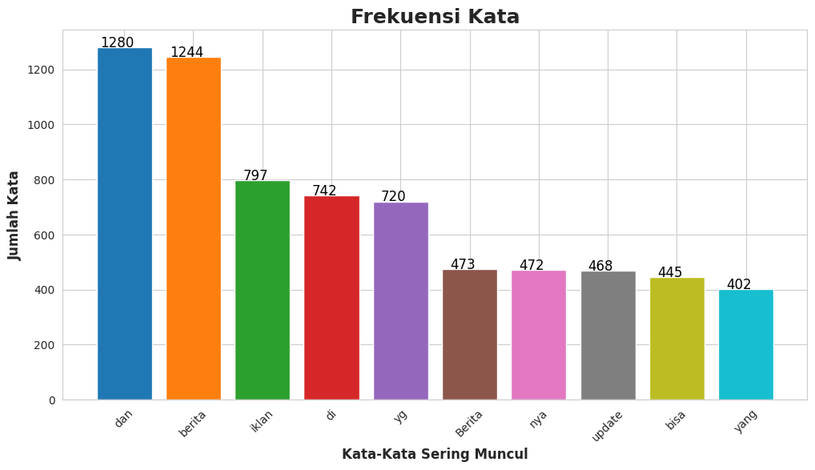 Frekuensi Kata
Jumlah Kata
1200
1000
800
600
400
200
0
1280
1244
797
742
720
473
472
468
445
402
dan
berita
iklan
di
yg
Berita
nya
update
bisa
yang
Kata-Kata Sering Muncul